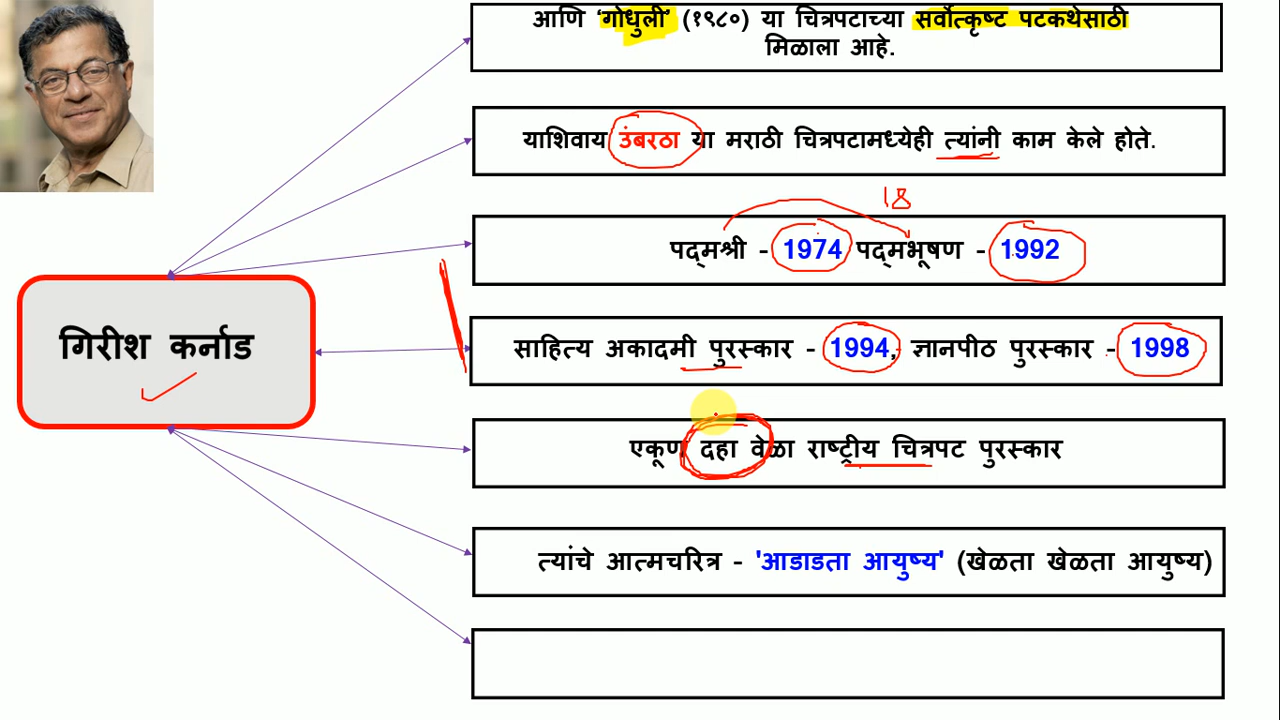 आणि ‘गोधुली’ (१९८०) या चित्रपटाच्या सर्वोत्कृष्ट पटकथेसाठी
मिळाला आहे.
याशिवाय उंबरठा या मराठी चित्रपटामध्येही त्यांनी काम केले होते.
18
पद्मश्री - 1974 पद्मभूषण - 1992
गिरीश कर्नाड
साहित्य अकादमी पुरस्कार - 1994, ज्ञानपीठ पुरस्कार - 1998
एकूण दहा वेळा राष्ट्रीय चित्रपट पुरस्कार
त्यांचे आत्मचरित्र - 'आडाडता आयुष्य' (खेळता खेळता आयुष्य)